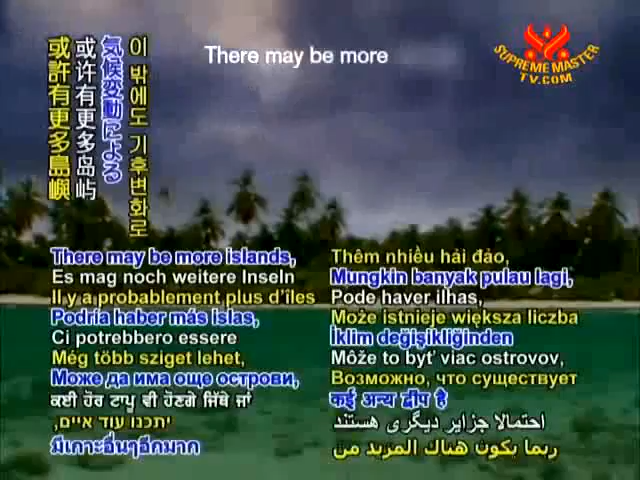 There may be more
SUPREME MASTER
TV.COM
이 밖에도 기후변화로
気候変動による
或许有更多岛屿
或許有更多島嶼
There may be more islands,
Es mag noch weitere Inseln
Il y a probablement plus d'îles
Podría haber más islas,
Ci potrebbero essere
Még több sziget lehet,
Може да има още острови,
ਕਈ ਹੋਰ ਟਾਪੂ ਵੀ ਹੋਣਗੇ ਜਿੱਥੇ ਜਾਂ
יתכנו עוד איים,
มีเกาะอื่นๆอีกมาก
Thêm nhiều hải đảo,
Mungkin banyak pulau lagi,
Pode haver ilhas,
Może istnieje większa liczba
İklim değişikliğinden
Môže to byť viac ostrovov,
Возможно, что существует
कई अन्य द्वीप है
احتمالا جزایر دیگری هستند
ربما يكون هناك المزيد من